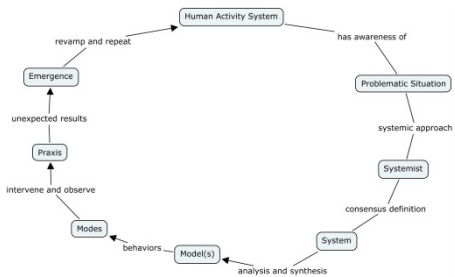 Human Activity System
has awareness of
Problematic Situation
systemic approach
Systemist
consensus definition
System
analysis and synthesis
Model(s)
behaviors
Modes
intervene and observe
Praxis
unexpected results
Emergence
revamp and repeat